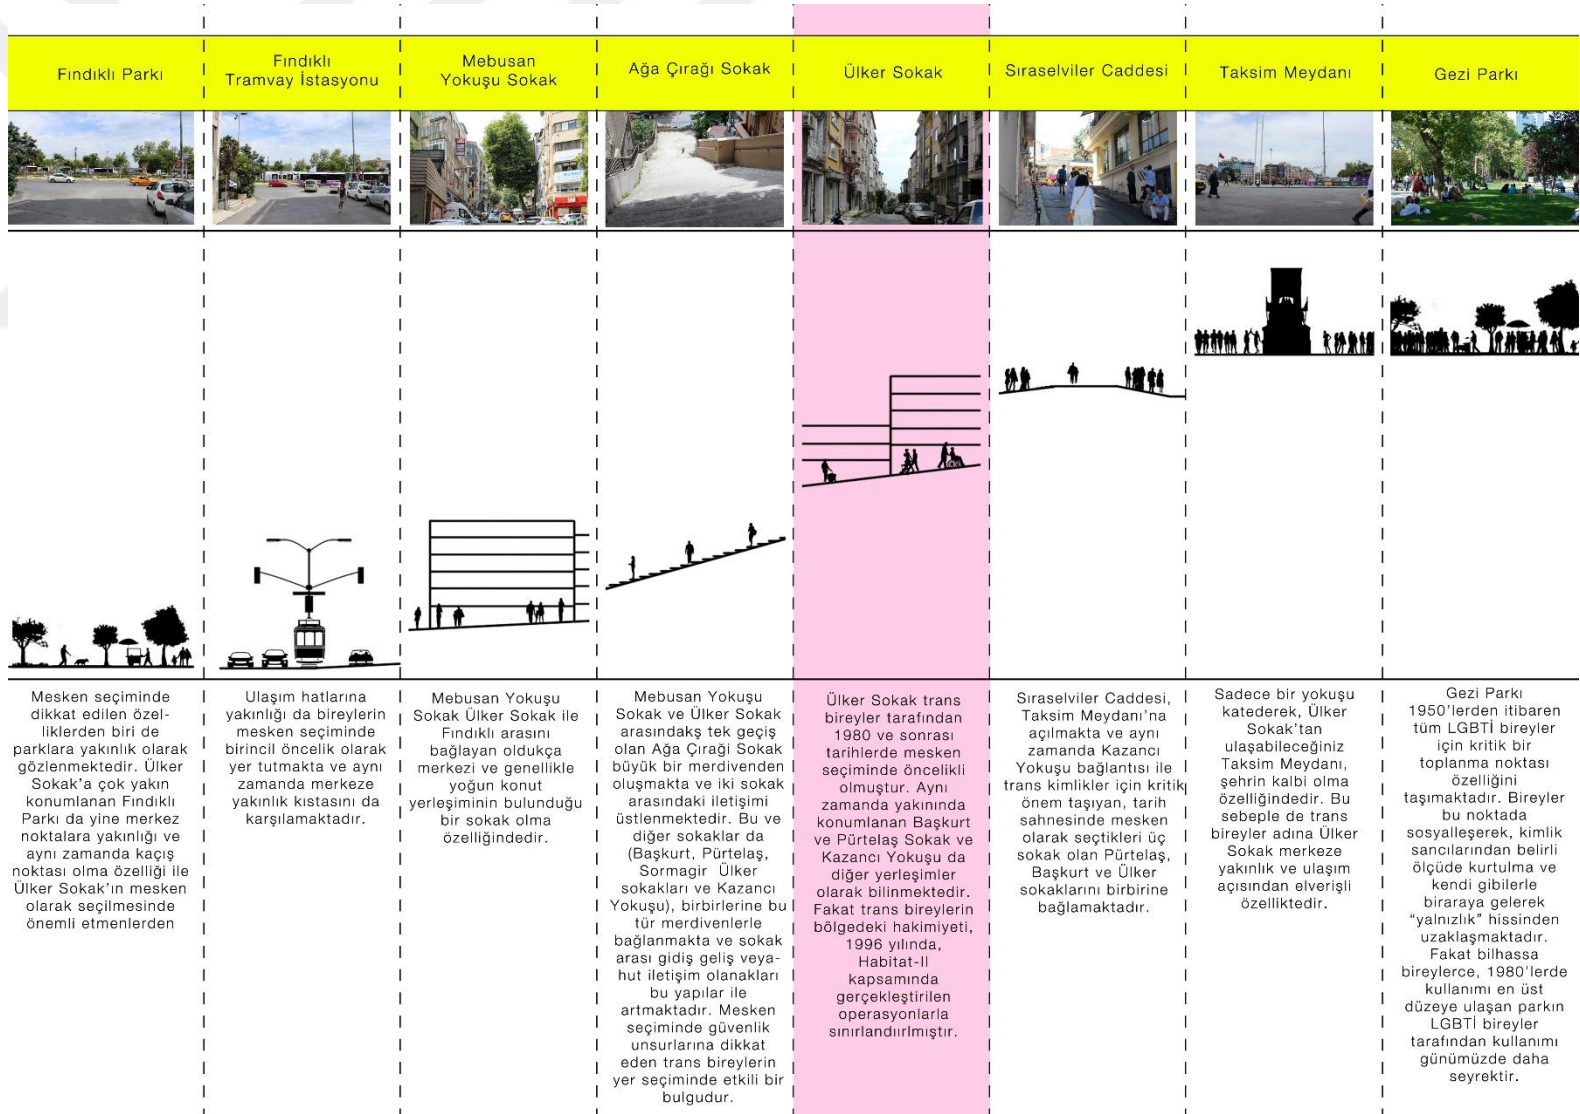 Fındıklı Parkı
Fındıklı
Tramvay İstasyonu
Mebusan
Yokuşu Sokak
Ağa Çırağı Sokak
Ülker Sokak
Sıraselviler Caddesi
Taksim Meydanı
Gezi Parkı
Mesken seçiminde
dikkat edilen özel-
liklerden biri de
parklara yakınlık olarak
gözlenmektedir. Ülker
Sokak'a çok yakın
konumlanan Fındıklı
Parkı da yine merkez
noktalara yakınlığı ve
aynı zamanda kaçış
noktası olma özelliği ile
Ülker Sokak'ın mesken
olarak seçilmesinde
önemli etmenlerden
Ulaşım hatlarına
yakınlığı da bireylerin
mesken seçiminde
birincil öncelik olarak
yer tutmakta ve aynı
zamanda merkeze
yakınlık kıstasını da
karşılamaktadır.
Mebusan Yokuşu
Sokak Ülker Sokak ile
Fındıklı arasını
bağlayan oldukça
merkezi ve genellikle
yoğun konut
yerleşiminin bulunduğu
bir sokak olma
özelliğindedir.
Mebusan Yokuşu
Sokak ve Ülker Sokak
arasındakş tek geçiş
olan Ağa Çıraği Sokak
büyük bir merdivenden
oluşmakta ve iki sokak
arasındaki iletişimi
üstlenmektedir. Bu ve
diğer sokaklar da
(Başkurt, Pürtelaş,
Sormagir Ülker
sokakları ve Kazancı
Yokuşu), birbirlerine bu
tür merdivenlerle
bağlanmakta ve sokak
arası gidiş geliş veya-
hut iletişim olanakları
bu yapılar ile
artmaktadır. Mesken
seçiminde güvenlik
unsurlarına dikkat
eden trans bireylerin
yer seçiminde etkili bir
bulgudur.
Ülker Sokak trans
bireyler tarafından
1980 ve sonrası
tarihlerde mesken
seçiminde öncelikli
olmuştur. Aynı
zamanda yakınında
konumlanan Başkurt
ve Pürtelaş Sokak ve
Kazancı Yokuşu da
diğer yerleşimler
olarak bilinmektedir.
Fakat trans bireylerin
bölgedeki hakimiyeti,
1996 yılında,
Habitat-II
kapsamında
gerçekleştirilen
operasyonlarla
sınırlandıırlmıştır.
Sıraselviler Caddesi,
Taksim Meydanı'na
açılmakta ve aynı
zamanda Kazancı
Yokuşu bağlantısı ile
trans kimlikler için kritik
önem taşıyan, tarih
sahnesinde mesken
olarak seçtikleri üç
sokak olan Pürtelaş,
Başkurt ve Ülker
sokaklarını birbirine
bağlamaktadır.
Sadece bir yokuşu
katederek, Ülker
Sokak'tan
ulaşabileceğiniz
Taksim Meydanı,
şehrin kalbi olma
özelliğindedir. Bu
sebeple de trans
bireyler adına Ülker
Sokak merkeze
yakınlık ve ulaşım
açısından elverişli
özelliktedir.
Gezi Parkı
1950'lerden itibaren
tüm LGBTİ bireyler
için kritik bir
toplanma noktası
özelliğini
taşımaktadır. Bireyler
bu noktada
sosyalleşerek, kimlik
sancılarından belirli
ölçüde kurtulma ve
kendi gibilerle
biraraya gelerek
"yalnızlık" hissinden
uzaklaşmaktadır.
Fakat bilhassa
bireylerce, 1980'lerde
kullanımı en üst
düzeye ulaşan parkın
LGBTİ bireyler
tarafından kullanımı
günümüzde daha
seyrektir.